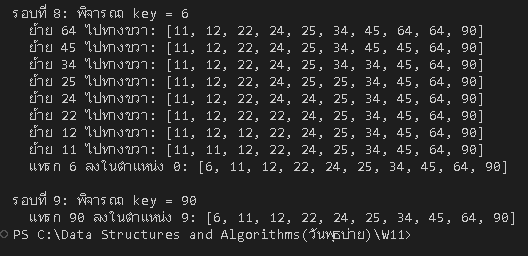 รอบที่ 8: พิจารณา key = 6
ย้าย 64 ไปทางขวา: [11, 12, 22, 24, 25, 34, 45, 64, 64, 90]
ย้าย 45 ไปทางขวา: [11, 12, 22, 24, 25, 34, 45, 45, 64, 90]
ย้าย 34 ไปทางขวา: [11, 12, 22, 24, 25, 34, 34, 45, 64, 90]
ย้าย 25 ไปทางขวา: [11, 12, 22, 24, 25, 25, 34, 45, 64, 90]
ย้าย 24 ไปทางขวา: [11, 12, 22, 24, 24, 25, 34, 45, 64, 90]
ย้าย 22 ไปทางขวา: [11, 12, 22, 22, 24, 25, 34, 45, 64, 90]
ย้าย 12 ไปทางขวา: [11, 12, 12, 22, 24, 25, 34, 45, 64, 90]
ย้าย 11 ไปทางขวา: [11, 11, 12, 22, 24, 25, 34, 45, 64, 90]
แทรก 6 ลงในตำแหน่ง 0: [6, 11, 12, 22, 24, 25, 34, 45, 64, 90]
รอบที่ 9: พิจารณา key = 90
แทรก 90 ลงในตำแหน่ง 9: [6, 11, 12, 22, 24, 25, 34, 45, 64, 90]
PS C:\Data Structures and Algorithms(วันพุธบ่าย)\W11>